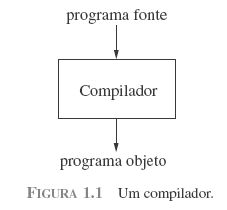 programa fonte
Compilador
programa objeto
FIGURA 1.1 Um compilador.